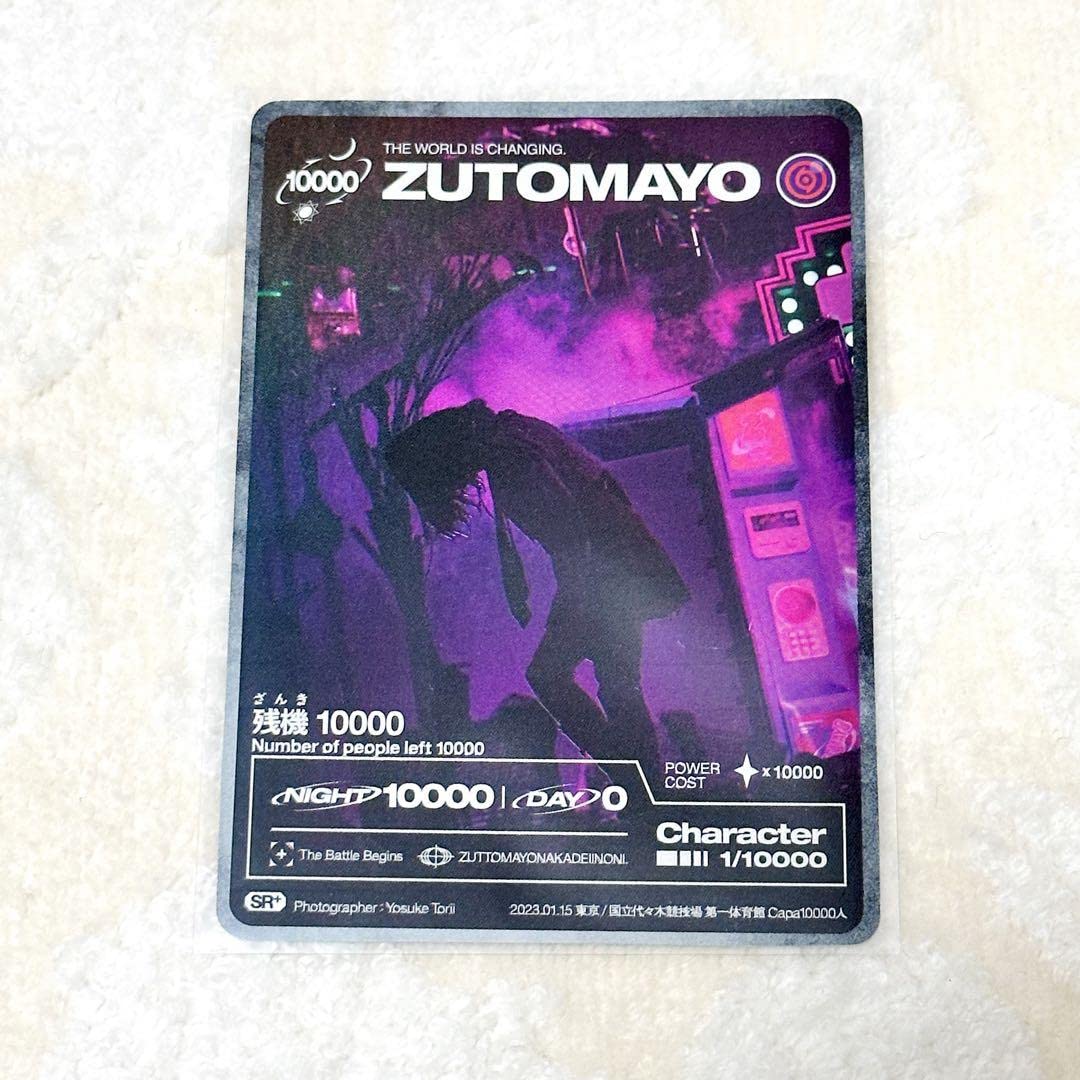 THE WORLD IS CHANGING.
10000
ZUTOMAYO
ざんき
残機 10000
Number of people left 10000
POWER COST x10000
NIGHT 10000 | DAY 0
Character
The Battle Begins
ZUTTOMAYONAKADEIINONI.
1/10000
SR+
Photographer : Yosuke Torii
2023.01.15 東京 / 国立代々木競技場 第一体育館 Capa10000人